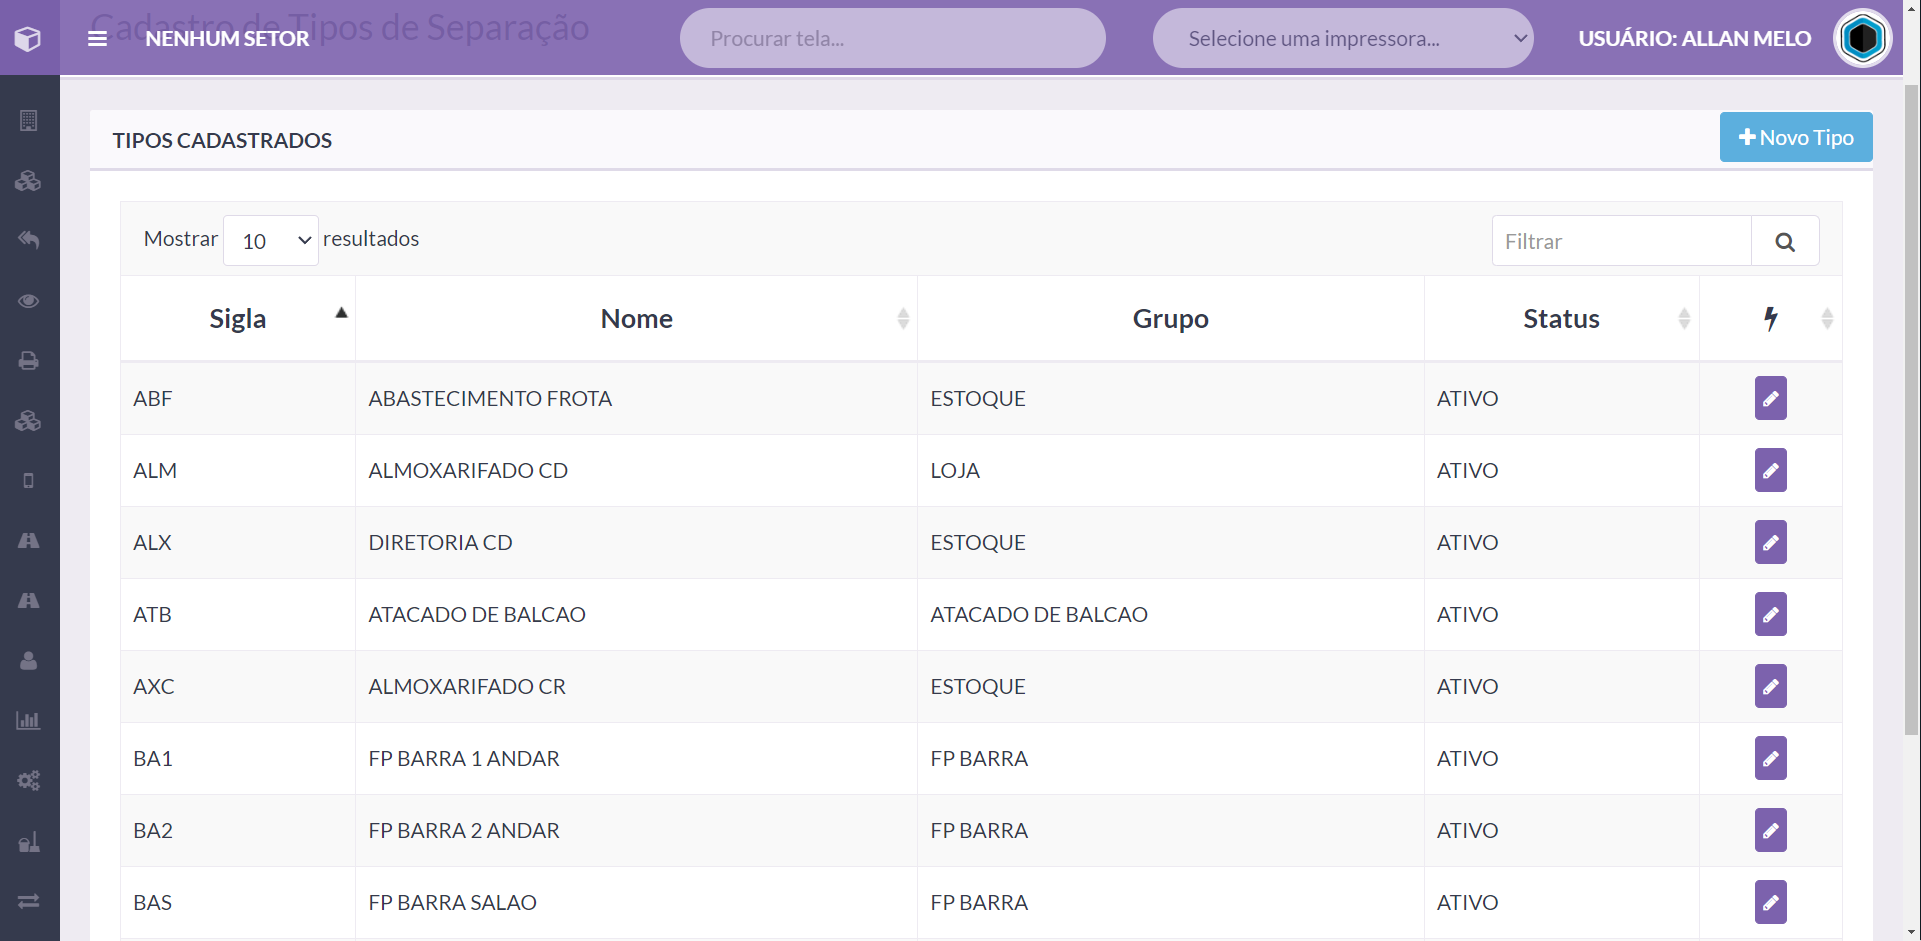 Cadastro de Tipos de Separação
NENHUM SETOR
Procurar tela...
Selecione uma impressora...
USUÁRIO: ALLAN MELO
TIPOS CADASTRADOS
Novo Tipo
Mostrar 10 resultados
Filtrar
Sigla Nome Grupo Status
ABF ABASTECIMENTO FROTA ESTOQUE ATIVO
ALM ALMOXARIFADO CD LOJA ATIVO
ALX DIRETORIA CD ESTOQUE ATIVO
ATB ATACADO DE BALCAO ATACADO DE BALCAO ATIVO
AXC ALMOXARIFADO CR ESTOQUE ATIVO
BA1 FP BARRA 1 ANDAR FP BARRA ATIVO
BA2 FP BARRA 2 ANDAR FP BARRA ATIVO
BAS FP BARRA SALAO FP BARRA ATIVO